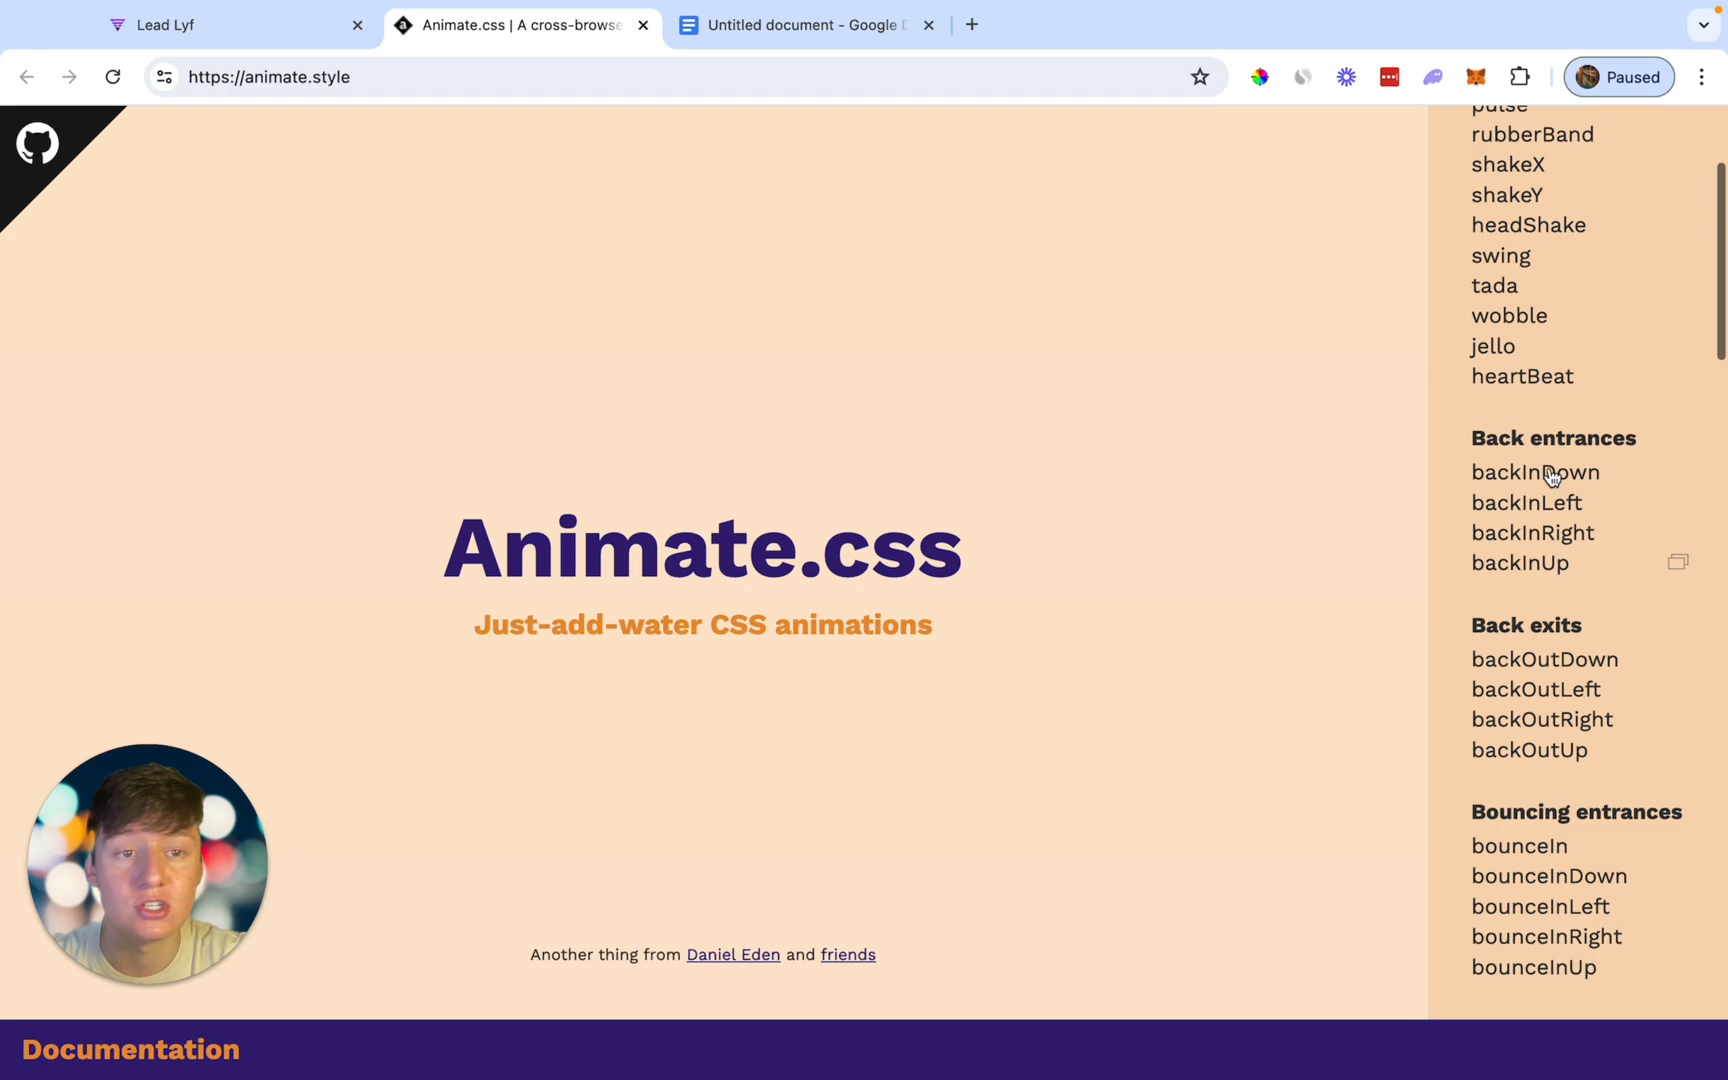 Lead Lyf
Animate.css | A cross-browse
Untitled document - Google D
https://animate.style
Paused
pulse
rubberBand
shakeX
shakeY
headShake
swing
tada
wobble
jello
heartBeat
Back entrances
backInDown
backInLeft
backInRight
backInUp
Back exits
backOutDown
backOutLeft
backOutRight
backOutUp
Bouncing entrances
bounceIn
bounceInDown
bounceInLeft
bounceInRight
bounceInUp
Animate.css
Just-add-water CSS animations
Another thing from Daniel Eden and friends
Documentation